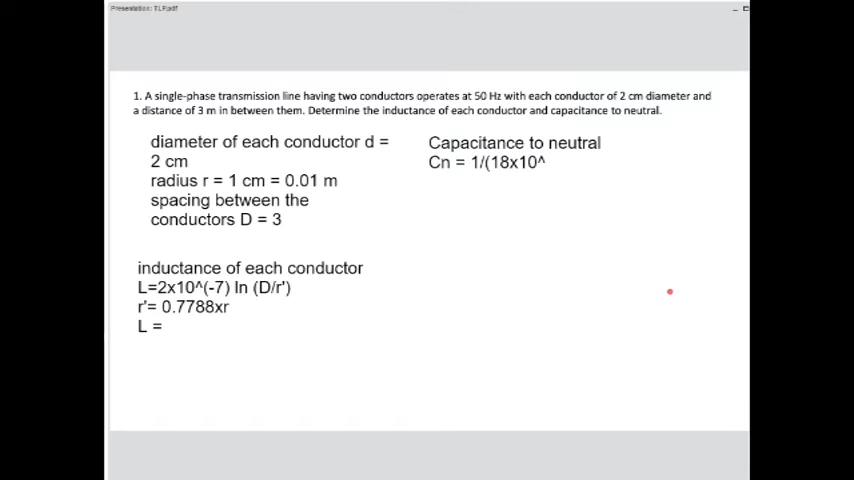 Presentation: TLP.pdf
1. A single-phase transmission line having two conductors operates at 50 Hz with each conductor of 2 cm diameter and
a distance of 3 m in between them. Determine the inductance of each conductor and capacitance to neutral.
diameter of each conductor d =
2 cm
radius r = 1 cm = 0.01 m
spacing between the
conductors D = 3
inductance of each conductor
L=2x10^(-7) ln (D/r')
r'= 0.7788xr
L =
Capacitance to neutral
Cn = 1/(18x10^